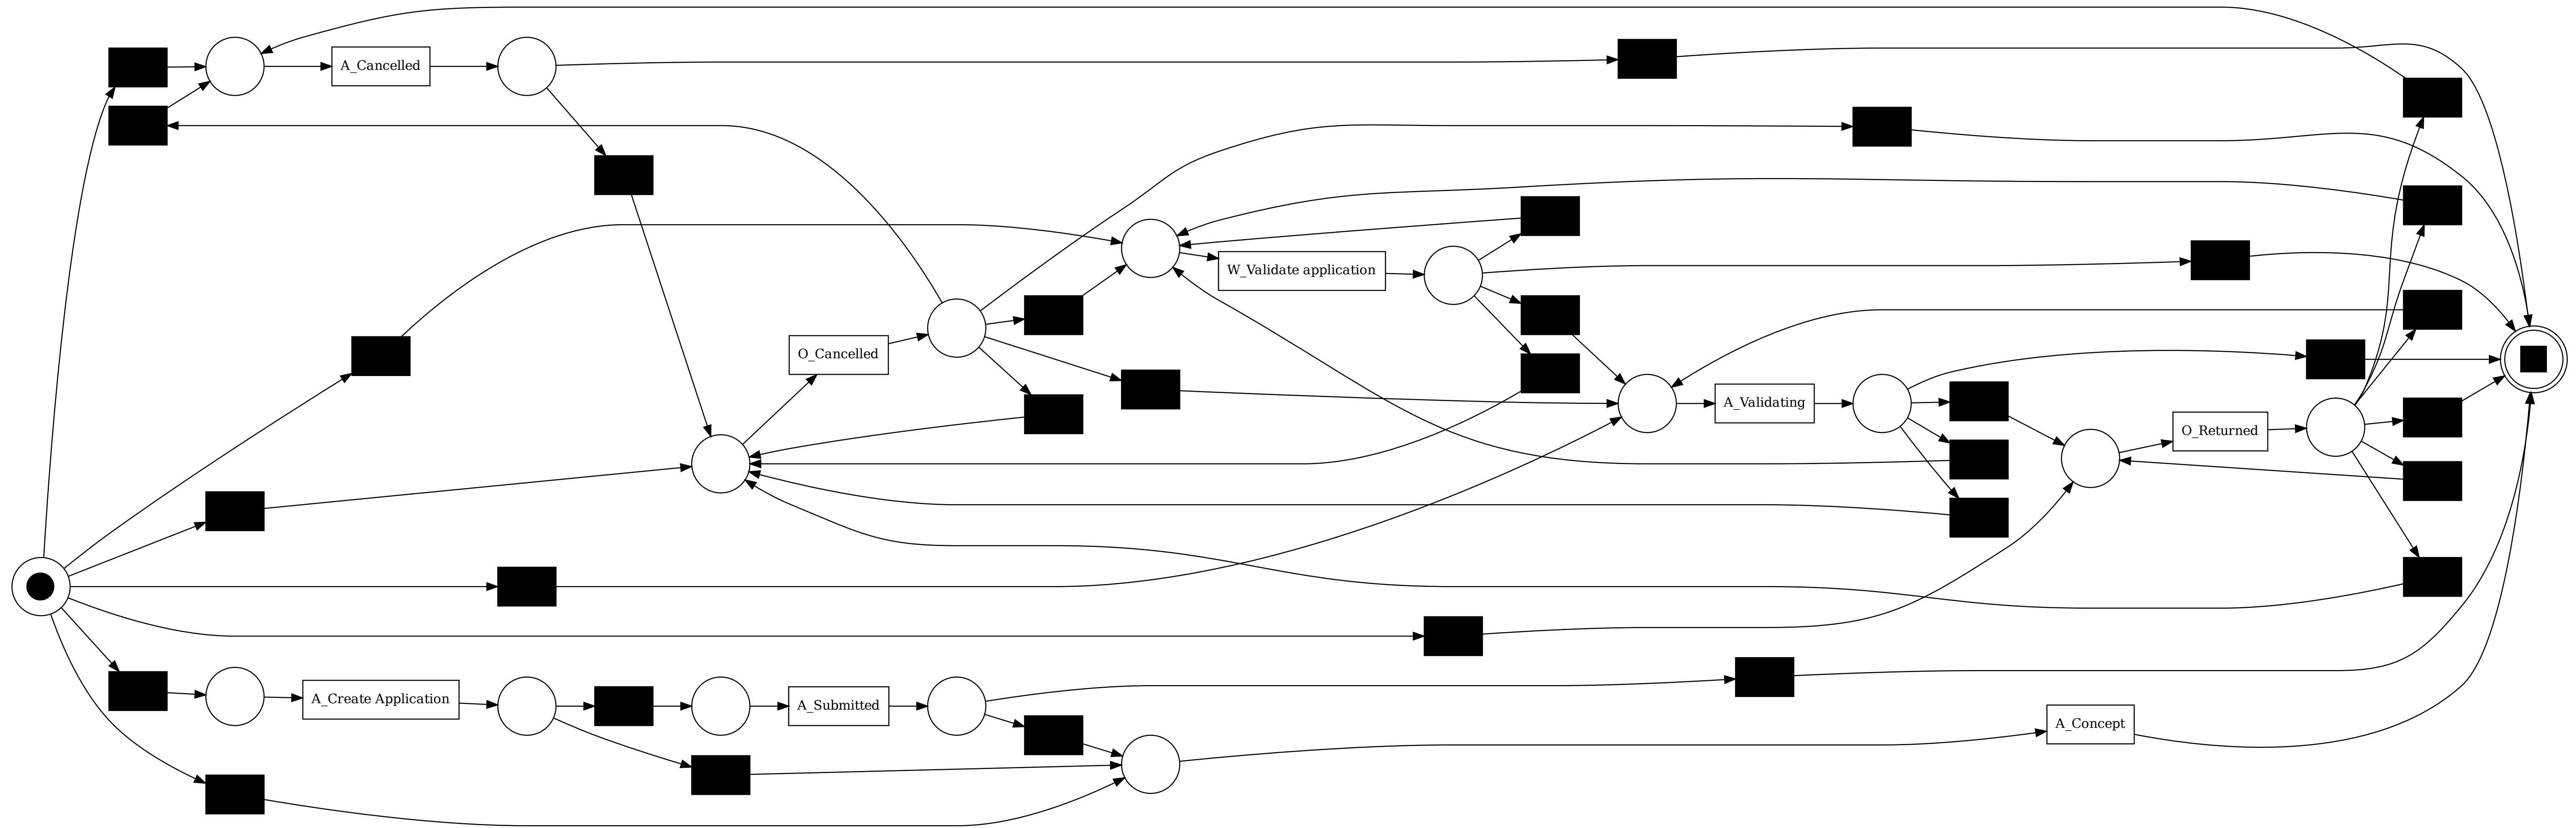 A_Cancelled
W_Validate application
O_Cancelled
A_Validating
O_Returned
A_Create Application
A_Submitted
A_Concept